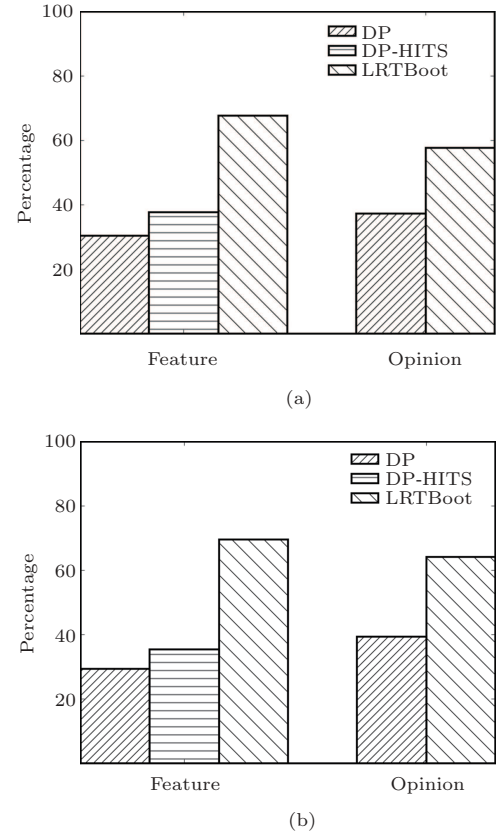 100
DP
DP-HITS
LRTBoot
80
60
40
20
Percentage
Feature
Opinion
(a)
100
DP
DP-HITS
LRTBoot
80
60
40
20
Percentage
Feature
Opinion
(b)